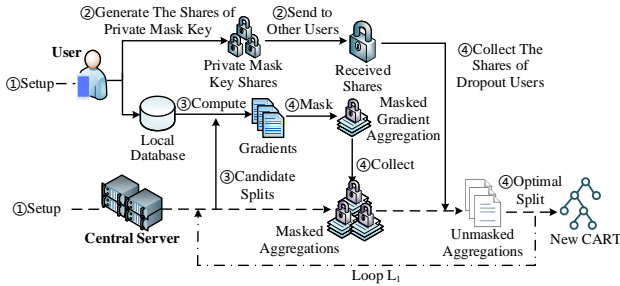 ②Generate The Shares of
Private Mask Key
②Send to
Other Users
User
①Setup
Private Mask
Key Shares
Received
Shares
④Collect The
Shares of
Dropout Users
③Compute
④Mask
Masked
Gradient
Aggregation
Local
Database
Gradients
③Candidate
Splits
④Collect
①Setup
Central Server
Masked
Aggregations
Unmasked
Aggregations
④Optimal
Split
New CART
Loop L₁